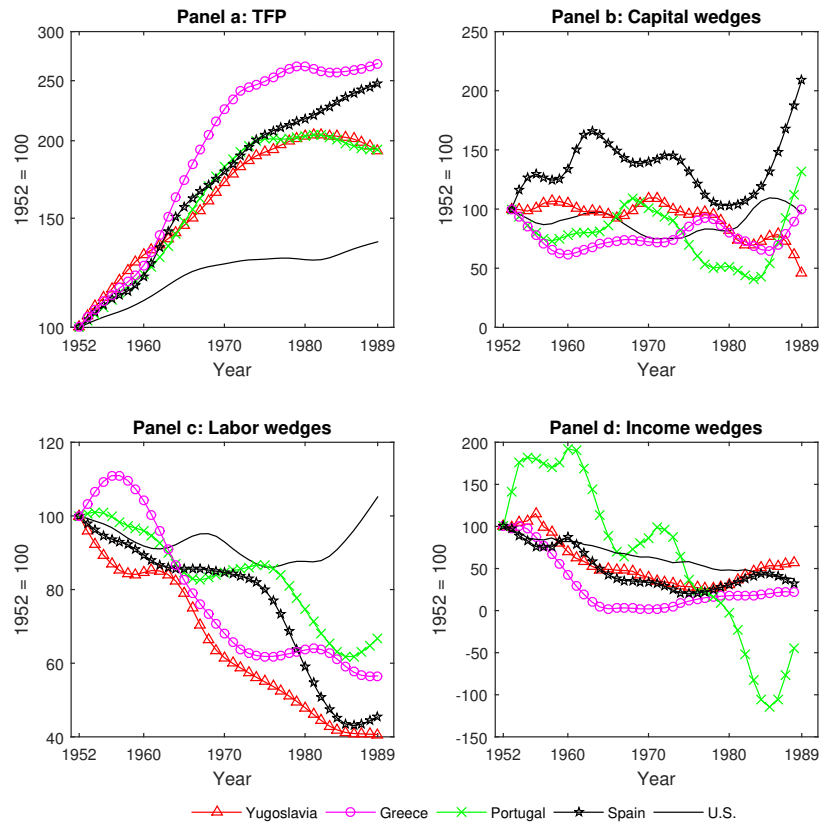 Panel a: TFP
300
250
200
150
100
1952 = 100
1952 1960 1970 1980 1989
Year
Panel b: Capital wedges
250
200
150
100
50
0
1952 = 100
1952 1960 1970 1980 1989
Year
Panel c: Labor wedges
120
100
80
60
40
1952 = 100
1952 1960 1970 1980 1989
Year
Panel d: Income wedges
200
150
100
50
0
-50
-100
-150
1952 = 100
1952 1960 1970 1980 1989
Year
Yugoslavia Greece Portugal Spain U.S.